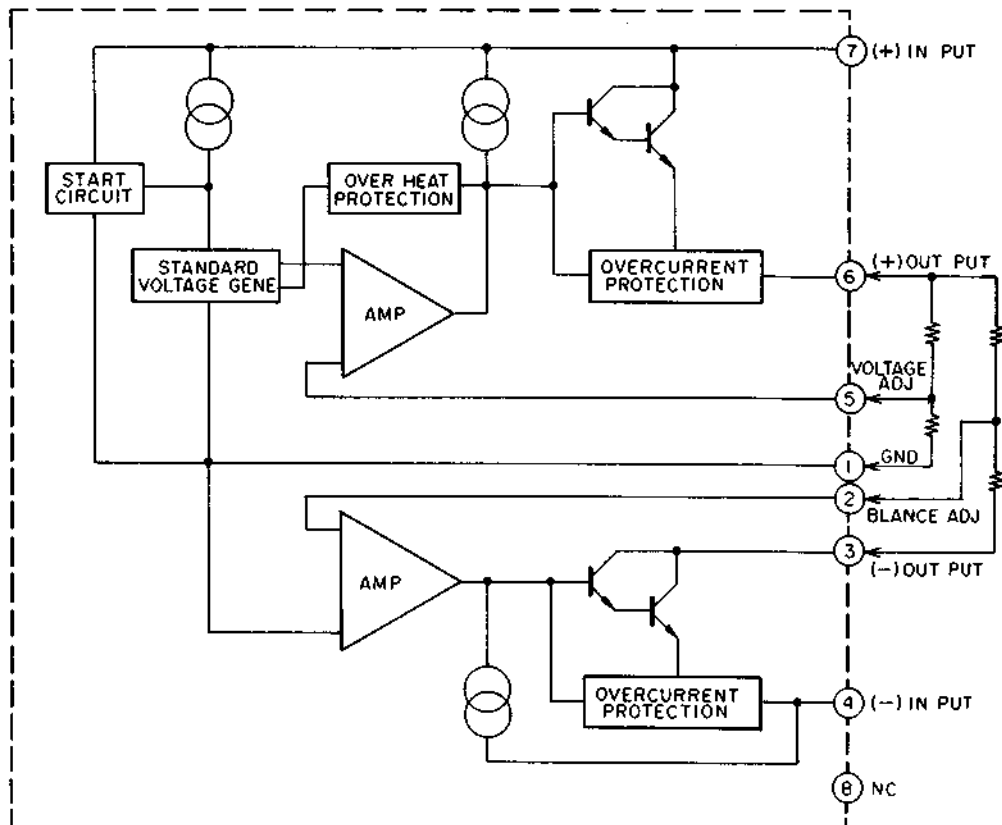 7 (+) IN PUT
START
CIRCUIT
OVER HEAT
PROTECTION
STANDARD
VOLTAGE GENE
AMP
OVERCURRENT
PROTECTION
6 (+) OUT PUT
VOLTAGE
ADJ
5
1 GND
2
BLANCE ADJ
3
(-) OUT PUT
AMP
OVERCURRENT
PROTECTION
4 (-) IN PUT
8 NC